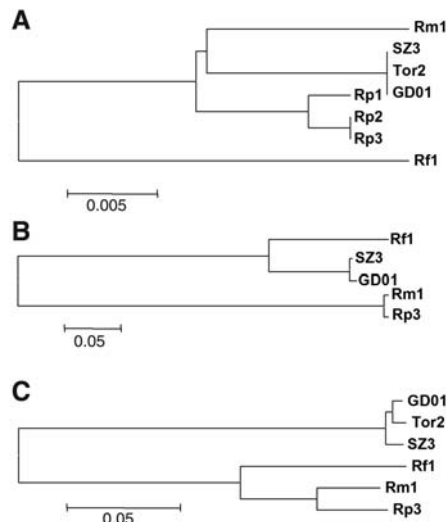 A
Rm1
SZ3
Tor2
GD01
Rp1
Rp2
Rp3
Rf1
0.005
B
Rf1
SZ3
GD01
Rm1
Rp3
0.05
C
GD01
Tor2
SZ3
Rf1
Rm1
Rp3
0.05